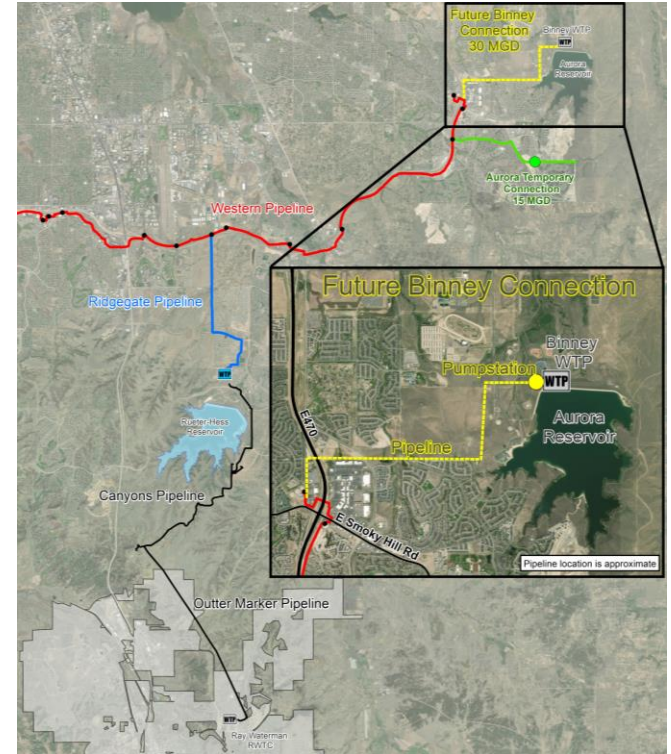 Future Binney
Connection
30 MGD
Binney WTP
WTP
Aurora
Reservoir
Aurora Temporary
Connection
15 MGD
Western Pipeline
Ridgegate Pipeline
WTP
Rueter-Hess
Reservoir
Canyons Pipeline
Outter Marker Pipeline
WTP
Ray Waterman
RWTC
Future Binney Connection
Binney
WTP
Pumpstation
WTP
Aurora
Reservoir
E470
Pipeline
E Smoky Hill Rd
Pipeline location is approximate